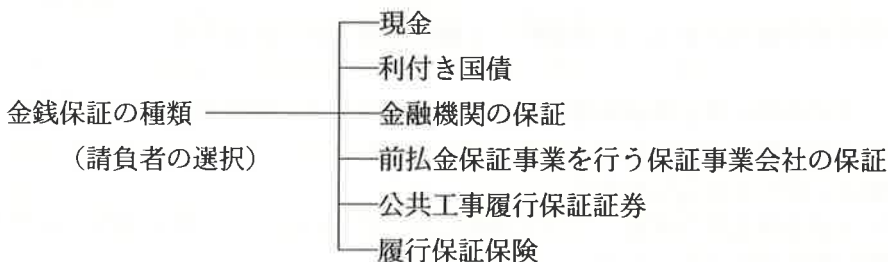 現金
利付き国債
金銭保証の種類
金融機関の保証
（請負者の選択）
前払金保証事業を行う保証事業会社の保証
公共工事履行保証証券
履行保証保険